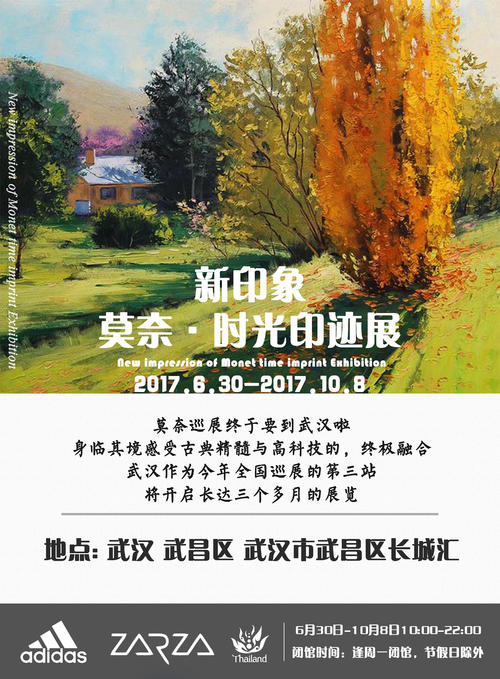 New impression of Monet time imprint Exhibition
新印象
莫奈·时光印迹展
New impression of Monet time imprint Exhibition
2017.6.30—2017.10.8
莫奈巡展终于要到武汉啦
身临其境感受古典精髓与高科技的，终极融合
武汉作为今年全国巡展的第三站
将开启长达三个多月的展览
地点：武汉 武昌区 武汉市武昌区长城汇
adidas
ZARZA
Thailand
6月30日-10月8日10:00-22:00
闭馆时间：逢周一闭馆，节假日除外